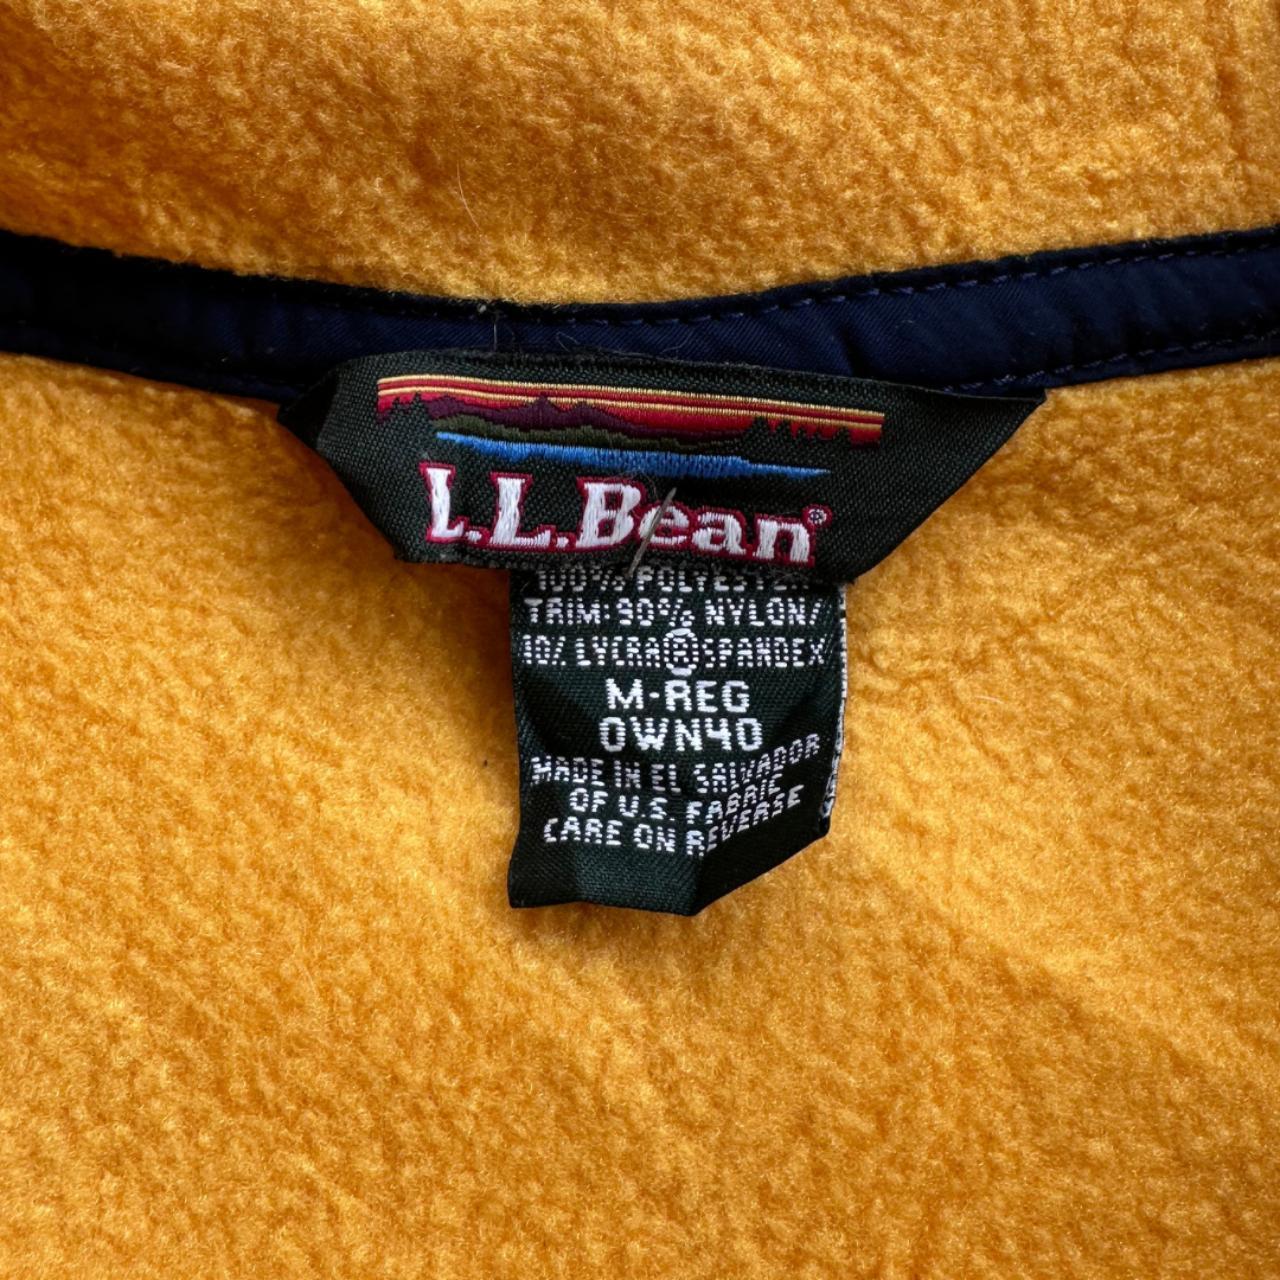 L.L.Bean®
100% POLYESTER
TRIM: 90% NYLON/
10% LYCRA® SPANDEX
M-REG
OWN40
MADE IN EL SALVADOR
OF U.S. FABRIC
CARE ON REVERSE